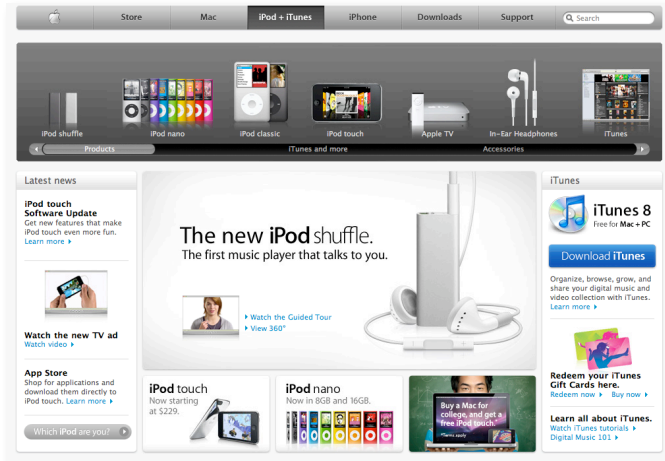 Store
Mac
iPod + iTunes
iPhone
Downloads
Support
Search
iPod shuffle
iPod nano
iPod classic
iPod touch
Apple TV
In-Ear Headphones
iTunes
Products
iTunes and more
Accessories
Latest news
iPod touch
Software Update
Get new features that make
iPod touch even more fun.
Learn more
Watch the new TV ad
Watch video
App Store
Shop for applications and
download them directly to
iPod touch. Learn more
Which iPod are you?
The new iPod shuffle.
The first music player that talks to you.
Watch the Guided Tour
View 360°
iPod touch
Now starting
at $229.
iPod nano
Now in 8GB and 16GB.
Buy a Mac for
college, and get a
free iPod touch.*
*Terms apply
iTunes
iTunes 8
Free for Mac + PC
Download iTunes
Organize, browse, grow, and
share your digital music and
video collection with iTunes.
Learn more
Redeem your iTunes
Gift Cards here.
Redeem now Buy now
Learn all about iTunes.
Watch iTunes tutorials
Digital Music 101